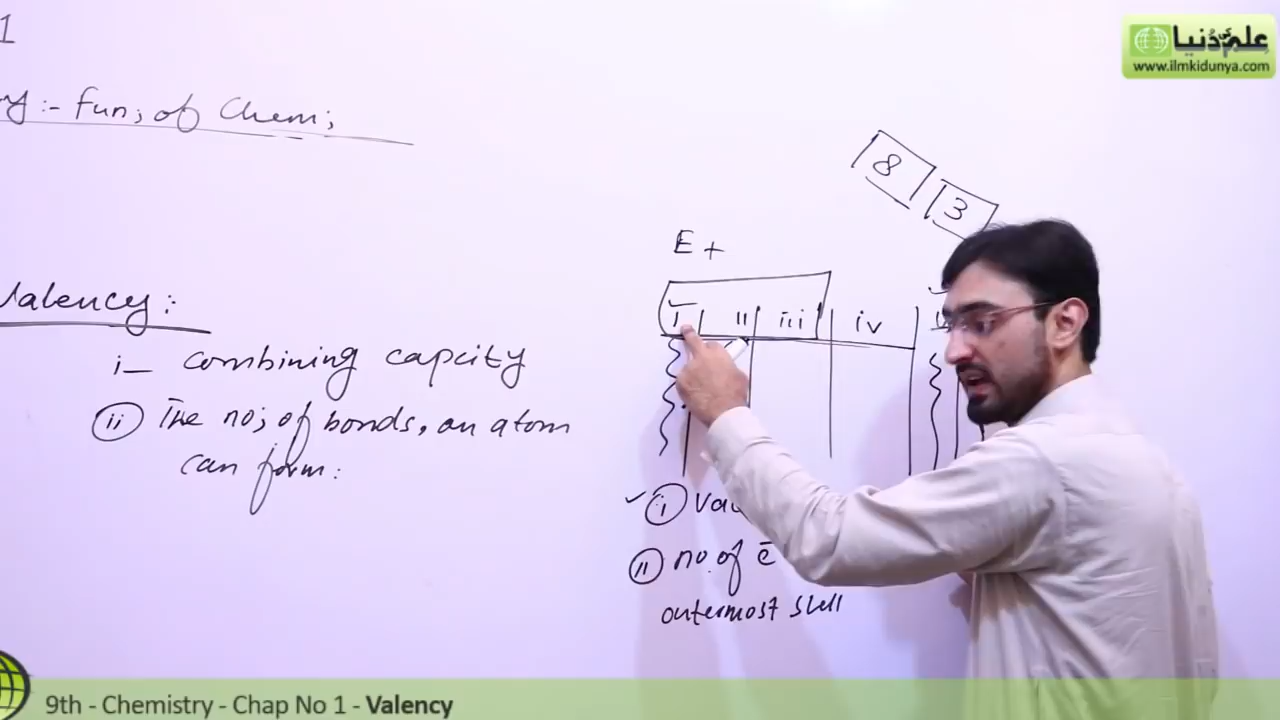 1
y:- Fun; of Chem;
Valency:
i- combining capcity
ii The no; of bonds, an atom
can form:
8 3
E +
i ii iii iv
i Va
ii no. of ē
outermost shell
علم کی دنیا
www.ilmkidunya.com
9th - Chemistry - Chap No 1 - Valency